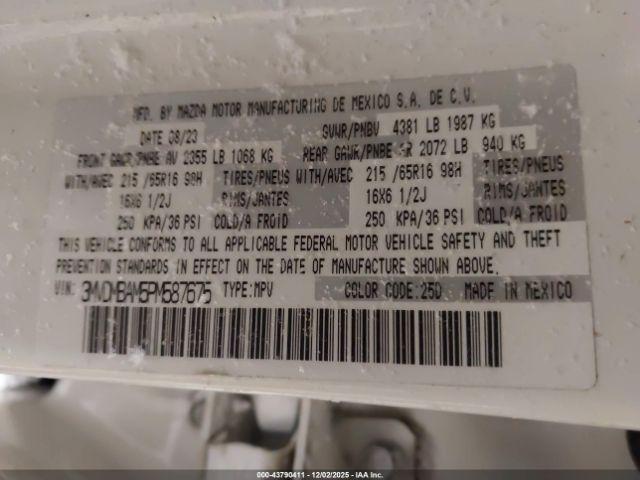 MFD. BY MAZDA MOTOR MANUFACTURING DE MEXICO S.A. DE C.V.
DATE 08/23 GVWR/PNBV 4381 LB 1987 KG
FRONT GAWR/PNBE AV 2355 LB 1068 KG REAR GAWR/PNBE AR 2072 LB 940 KG
WITH/AVEC 215 /65R16 98H TIRES/PNEUS WITH/AVEC 215 /65R16 98H TIRES/PNEUS
16X6 1/2J RIMS/JANTES 16X6 1/2J RIMS/JANTES
250 KPA/36 PSI COLD/A FROID 250 KPA/36 PSI COLD/A FROID
THIS VEHICLE CONFORMS TO ALL APPLICABLE FEDERAL MOTOR VEHICLE SAFETY AND THEFT
PREVENTION STANDARDS IN EFFECT ON THE DATE OF MANUFACTURE SHOWN ABOVE.
VIN: 3MVDMBAM5PM587675 TYPE:MPV COLOR CODE:25D MADE IN MEXICO
000-43790411 - 12/02/2025 - IAA Inc.